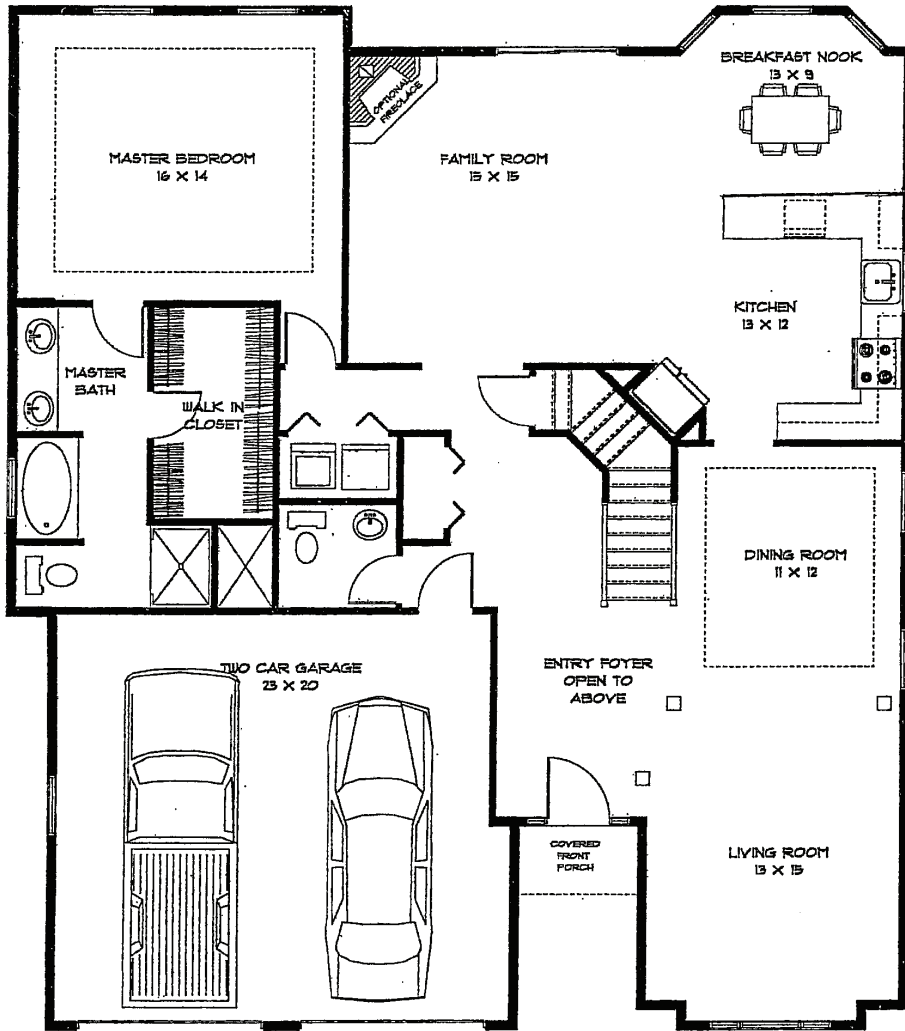 BREAKFAST NOOK
13 X 9
OPTIONAL
FIREPLACE
MASTER BEDROOM
16 X 14
FAMILY ROOM
15 X 15
KITCHEN
13 X 12
MASTER
BATH
WALK IN
CLOSET
DINING ROOM
11 X 12
TWO CAR GARAGE
23 X 20
ENTRY FOYER
OPEN TO
ABOVE
COVERED
FRONT
PORCH
LIVING ROOM
13 X 15